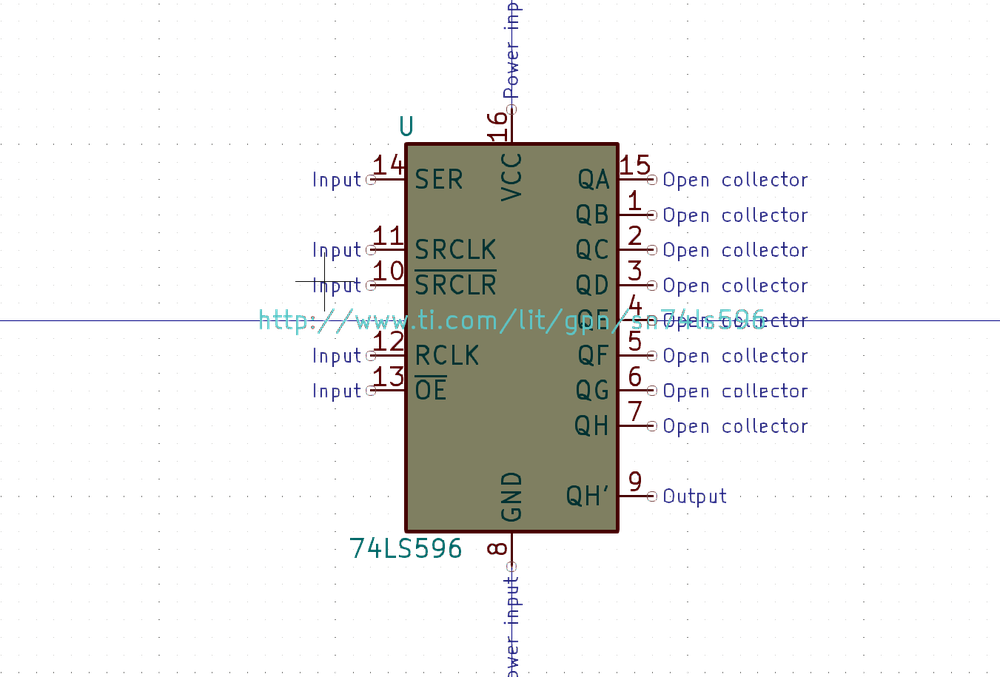 Power inp
U
16
VCC
Input 14 SER QA 15 Open collector
QB 1 Open collector
Input 11 SRCLK QC 2 Open collector
Input 10 SRCLR QD 3 Open collector
http://www.ti.com/lit/gpn/sn74ls596
QE 4 Open collector
Input 12 RCLK QF 5 Open collector
Input 13 OE QG 6 Open collector
QH 7 Open collector
GND QH' 9 Output
74LS596 8
ower input